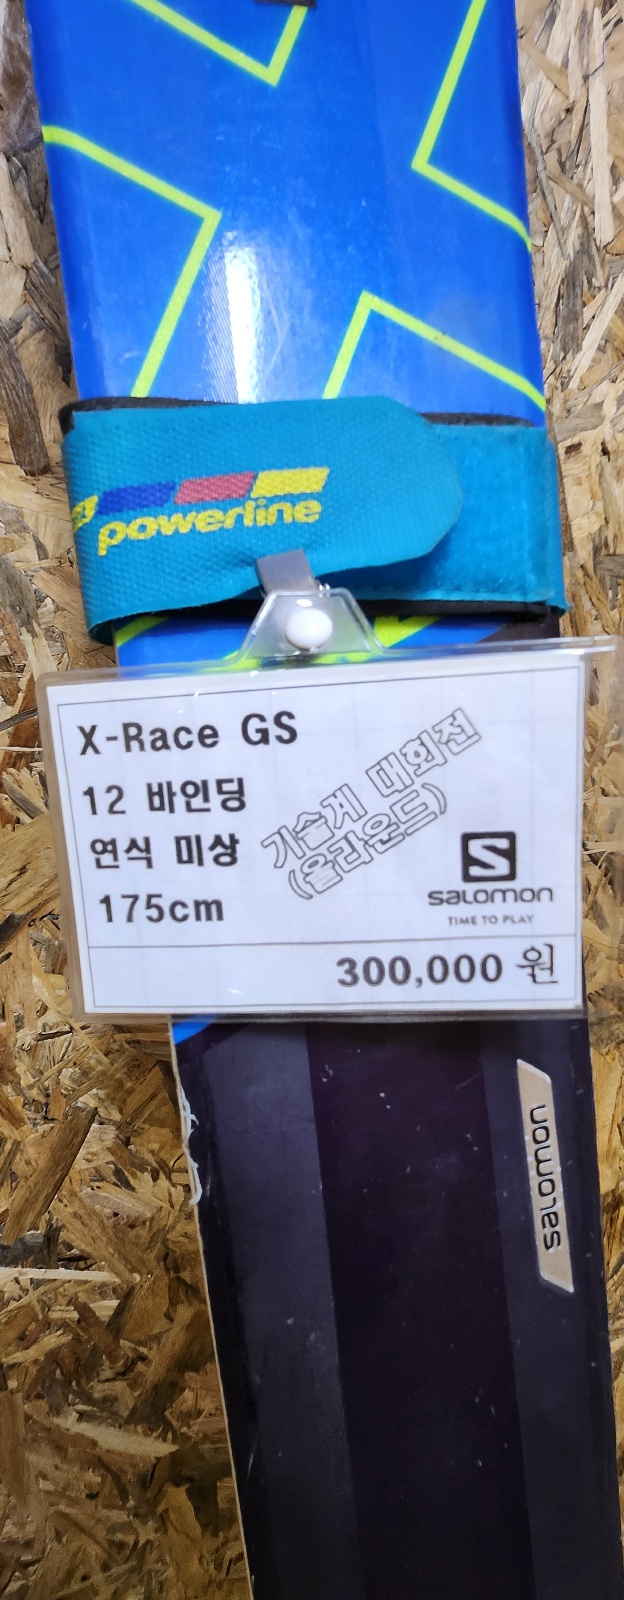 powerline
X-Race GS
12 바인딩
연식 미상
175cm
기술계 대회전
(올라운드)
S
salomon
TIME TO PLAY
300,000 원
salomon